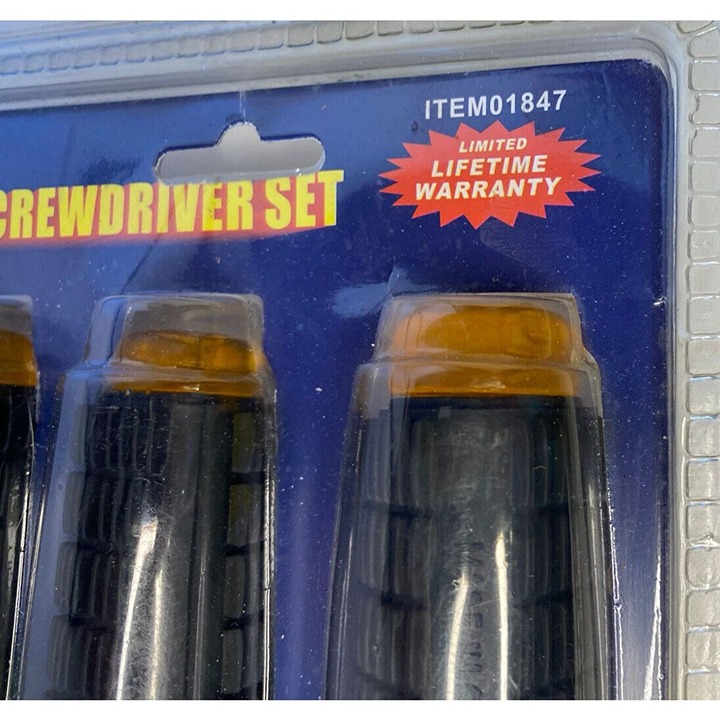 ITEM01847
LIMITED
LIFETIME
WARRANTY
CREWDRIVER SET